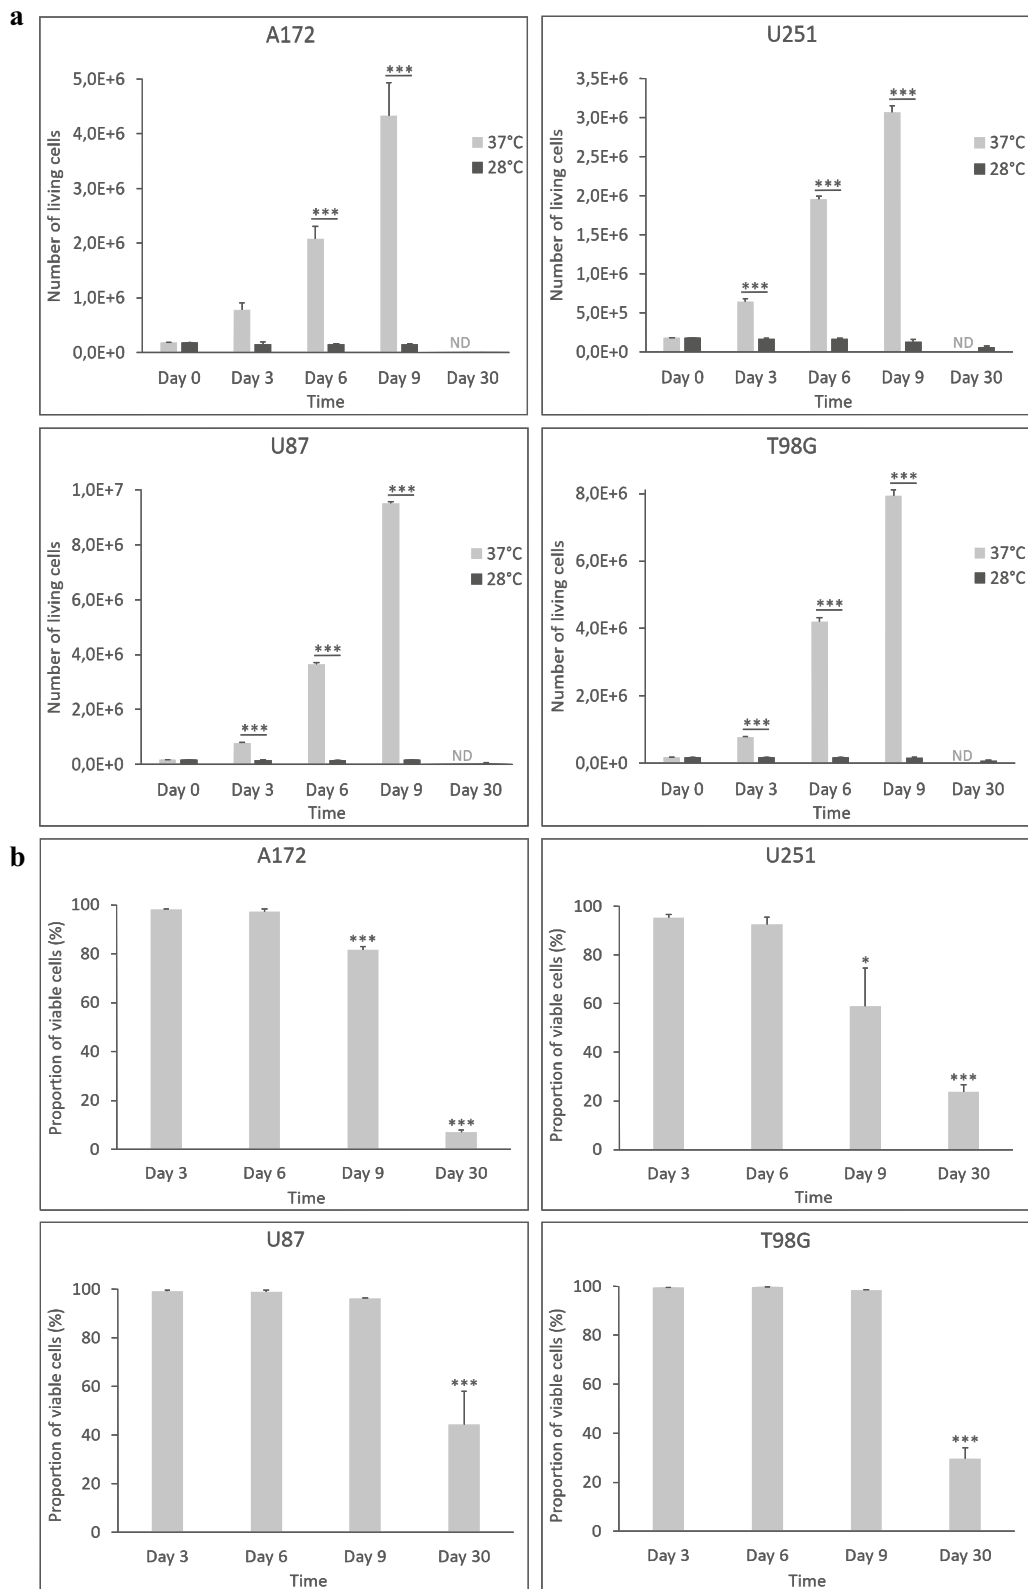 a
A172
5,0E+6
4,0E+6
3,0E+6
2,0E+6
1,0E+6
0,0E+0
Number of living cells
***
***
ND
37°C
28°C
Day 0 Day 3 Day 6 Day 9 Day 30
Time
U251
3,5E+6
3,0E+6
2,5E+6
2,0E+6
1,5E+6
1,0E+6
5,0E+5
0,0E+0
Number of living cells
***
***
***
ND
37°C
28°C
Day 0 Day 3 Day 6 Day 9 Day 30
Time
U87
1,0E+7
8,0E+6
6,0E+6
4,0E+6
2,0E+6
0,0E+0
Number of living cells
***
***
***
ND
37°C
28°C
Day 0 Day 3 Day 6 Day 9 Day 30
Time
T98G
8,0E+6
6,0E+6
4,0E+6
2,0E+6
0,0E+0
Number of living cells
***
***
***
ND
37°C
28°C
Day 0 Day 3 Day 6 Day 9 Day 30
Time
b
A172
100
80
60
40
20
0
Proportion of viable cells (%)
***
***
Day 3 Day 6 Day 9 Day 30
Time
U251
100
80
60
40
20
0
Proportion of viable cells (%)
*
***
Day 3 Day 6 Day 9 Day 30
Time
U87
100
80
60
40
20
0
Proportion of viable cells (%)
***
Day 3 Day 6 Day 9 Day 30
Time
T98G
100
80
60
40
20
0
Proportion of viable cells (%)
***
Day 3 Day 6 Day 9 Day 30
Time